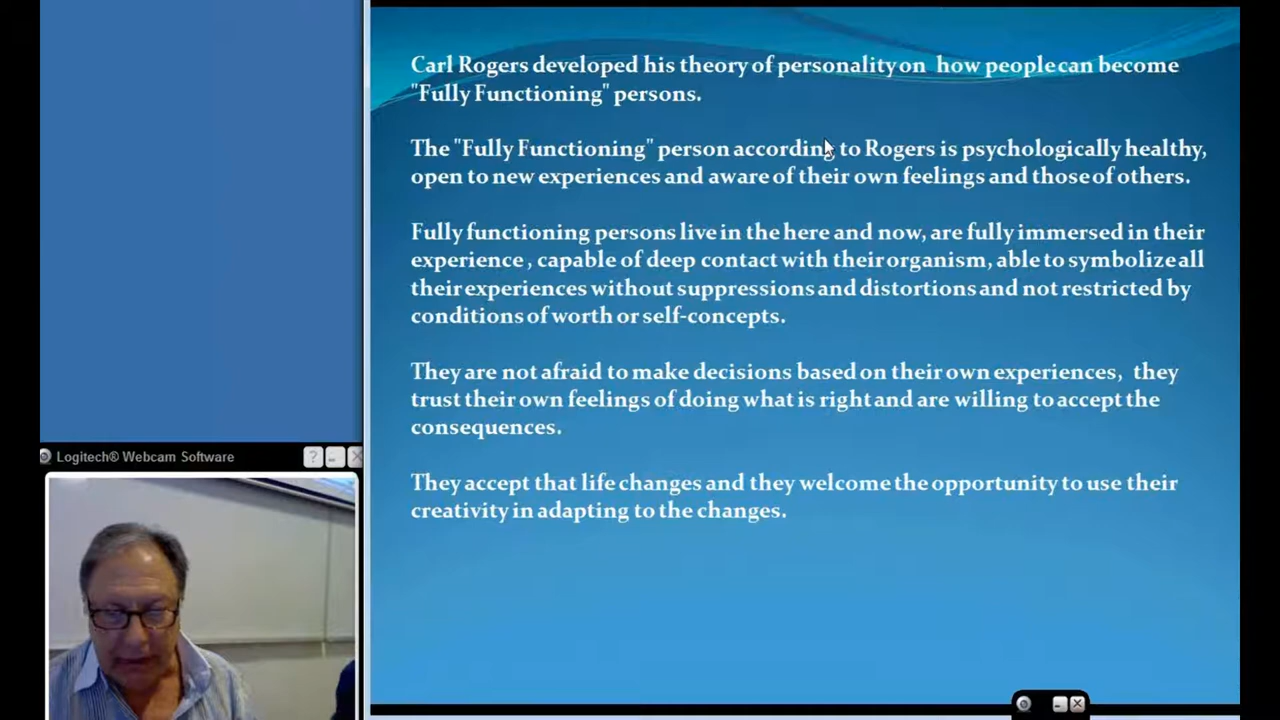 Carl Rogers developed his theory of personality on how people can become
"Fully Functioning" persons.
The "Fully Functioning" person according to Rogers is psychologically healthy,
open to new experiences and aware of their own feelings and those of others.
Fully functioning persons live in the here and now, are fully immersed in their
experience , capable of deep contact with their organism, able to symbolize all
their experiences without suppressions and distortions and not restricted by
conditions of worth or self-concepts.
They are not afraid to make decisions based on their own experiences, they
trust their own feelings of doing what is right and are willing to accept the
consequences.
They accept that life changes and they welcome the opportunity to use their
creativity in adapting to the changes.
Logitech® Webcam Software